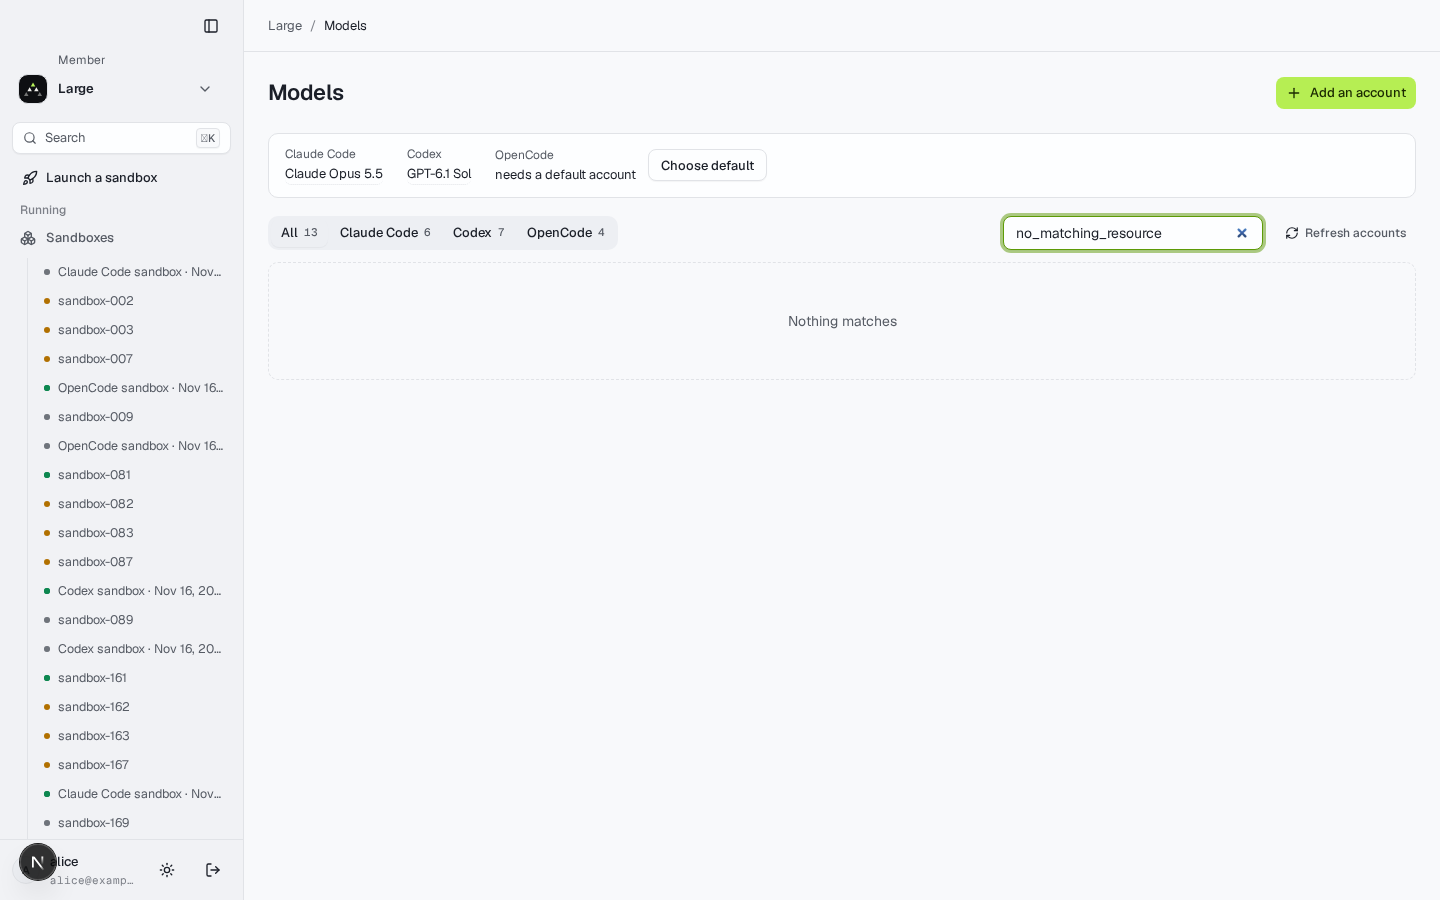 Large / Models
Member
Large
Search
K
Launch a sandbox
Running
Sandboxes
Claude Code sandbox · Nov...
sandbox-002
sandbox-003
sandbox-007
OpenCode sandbox · Nov 16...
sandbox-009
OpenCode sandbox · Nov 16...
sandbox-081
sandbox-082
sandbox-083
sandbox-087
Codex sandbox · Nov 16, 20...
sandbox-089
Codex sandbox · Nov 16, 20...
sandbox-161
sandbox-162
sandbox-163
sandbox-167
Claude Code sandbox · Nov...
sandbox-169
N
alice
alice@examp...
Models
Add an account
Claude Code
Claude Opus 5.5
Codex
GPT-6.1 Sol
OpenCode
needs a default account
Choose default
All 13
Claude Code 6
Codex 7
OpenCode 4
no_matching_resource
Refresh accounts
Nothing matches